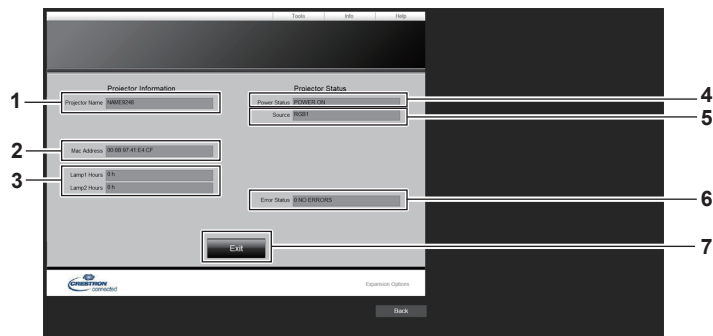 Tools Info Help
Projector Information Projector Status
1 Projector Name NAME9246 Power Status POWER ON 4
Source RGB1 5
2 Mac Address 00 0B 97 41 E4 CF
3 Lamp1 Hours 0 h
Lamp2 Hours 0 h
Error Status 0:NO ERRORS 6
Exit 7
CRESTRON
connected
Expansion Options
Back